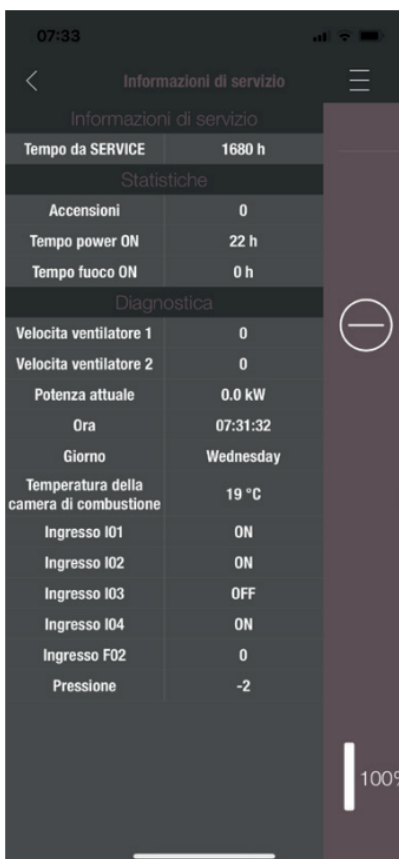 07:33
Informazioni di servizio
Informazioni di servizio
Tempo da SERVICE 1680 h
Statistiche
Accensioni 0
Tempo power ON 22 h
Tempo fuoco ON 0 h
Diagnostica
Velocita ventilatore 1 0
Velocita ventilatore 2 0
Potenza attuale 0.0 kW
Ora 07:31:32
Giorno Wednesday
Temperatura della
camera di combustione 19 °C
Ingresso I01 ON
Ingresso I02 ON
Ingresso I03 OFF
Ingresso I04 ON
Ingresso F02 0
Pressione -2
100%